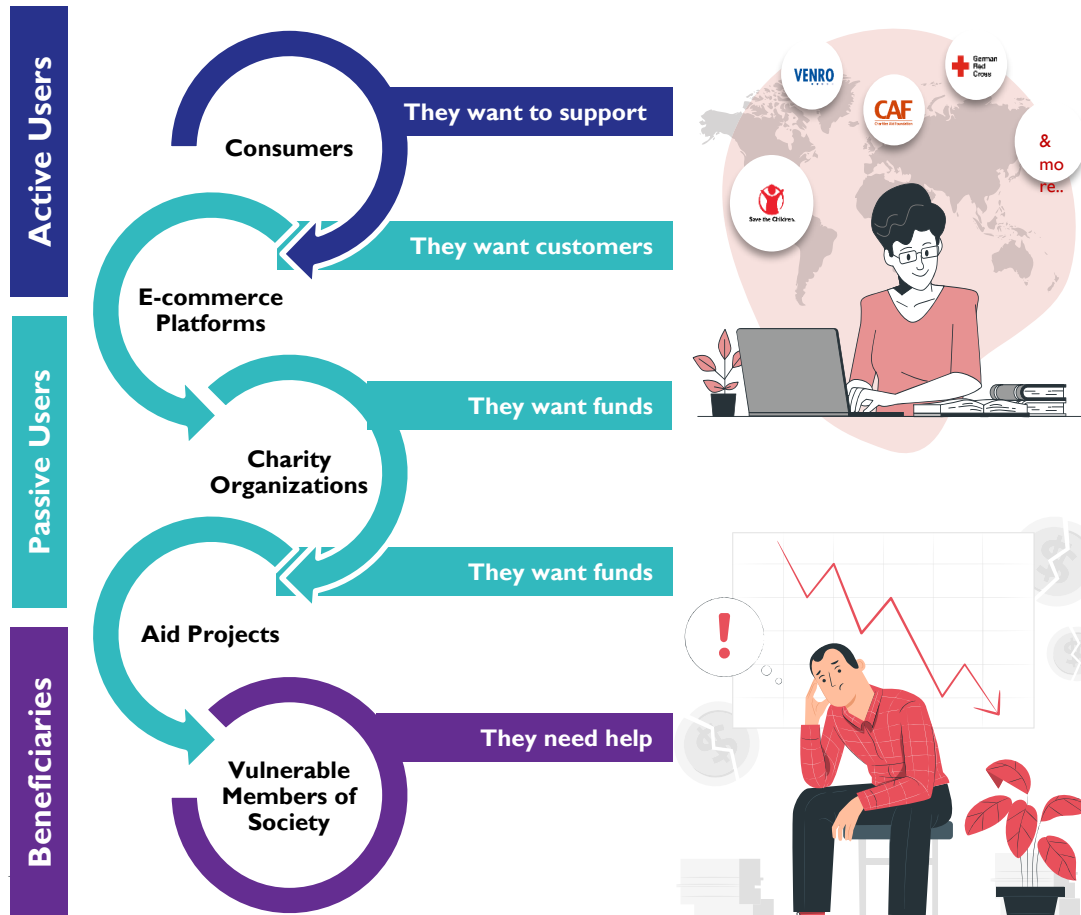 Active Users
Consumers
They want to support
They want customers
E-commerce
Platforms
Passive Users
They want funds
Charity
Organizations
They want funds
Aid Projects
Beneficiaries
They need help
Vulnerable
Members of
Society
VENRO
German
Red
Cross
CAF
Save the Children.
&
mo
re..
!
$